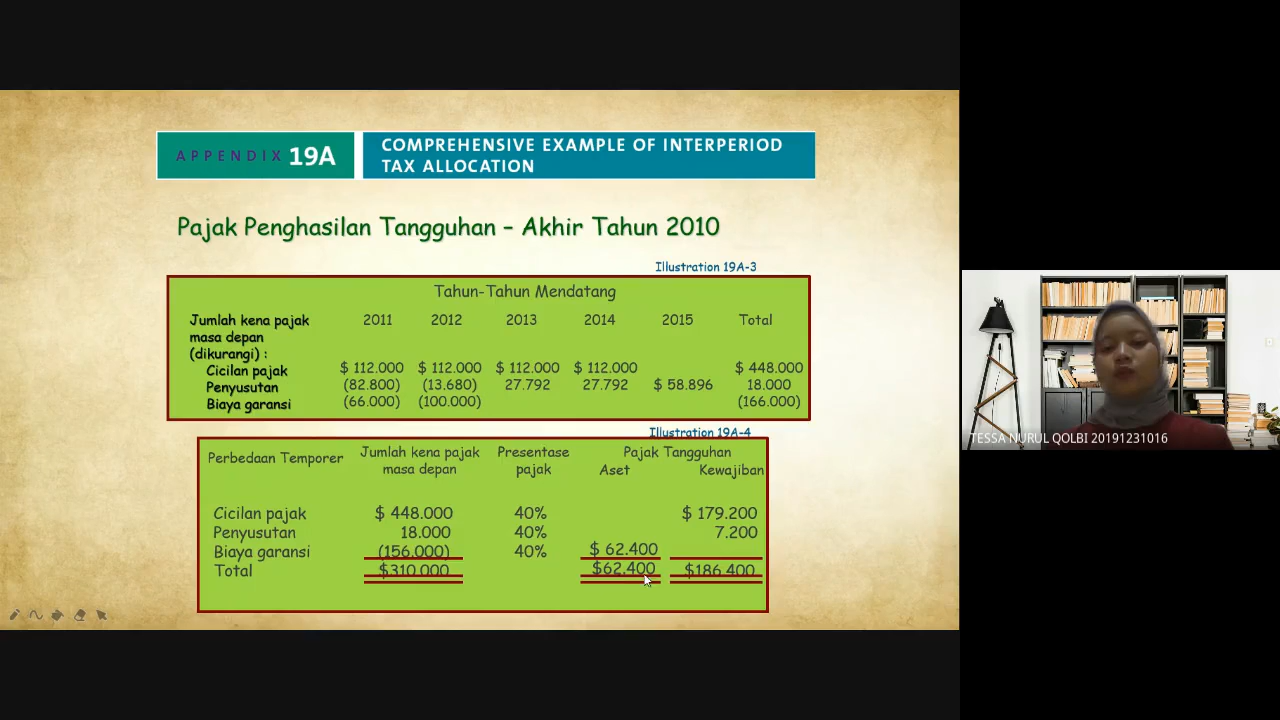 APPENDIX 19A
COMPREHENSIVE EXAMPLE OF INTERPERIOD
TAX ALLOCATION
Pajak Penghasilan Tangguhan – Akhir Tahun 2010
Illustration 19A-3
Tahun-Tahun Mendatang
Jumlah kena pajak 2011 2012 2013 2014 2015 Total
masa depan
(dikurangi) :
Cicilan pajak $ 112.000 $ 112.000 $ 112.000 $ 112.000 $ 448.000
Penyusutan (82.800) (13.680) 27.792 27.792 $ 58.896 18.000
Biaya garansi (66.000) (100.000) (166.000)
Illustration 19A-4
Perbedaan Temporer Jumlah kena pajak Presentase Pajak Tangguhan
masa depan pajak Aset Kewajiban
Cicilan pajak $ 448.000 40% $ 179.200
Penyusutan 18.000 40% 7.200
Biaya garansi (156.000) 40% $ 62.400
Total $310.000 $62.400 $186.400
TESSA NURUL QOLBI 20191231016